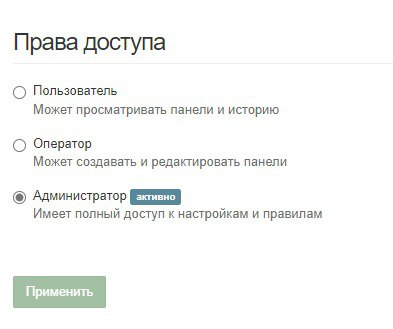 Права доступа
Пользователь
Может просматривать панели и историю
Оператор
Может создавать и редактировать панели
Администратор активно
Имеет полный доступ к настройкам и правилам
Применить